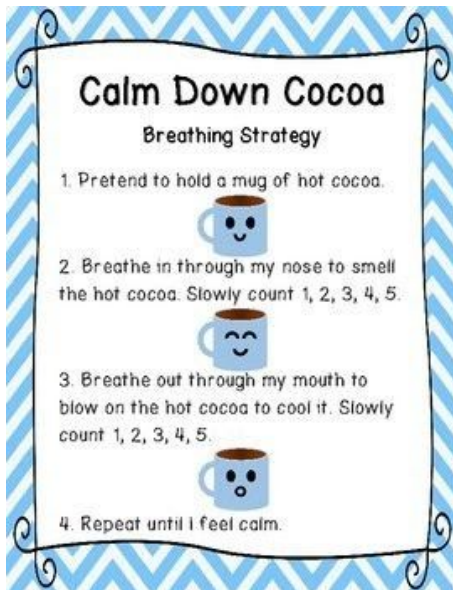 Calm Down Cocoa
Breathing Strategy
1. Pretend to hold a mug of hot cocoa.
2. Breathe in through my nose to smell
the hot cocoa. Slowly count 1, 2, 3, 4, 5.
3. Breathe out through my mouth to
blow on the hot cocoa to cool it. Slowly
count 1, 2, 3, 4, 5.
4. Repeat until I feel calm.